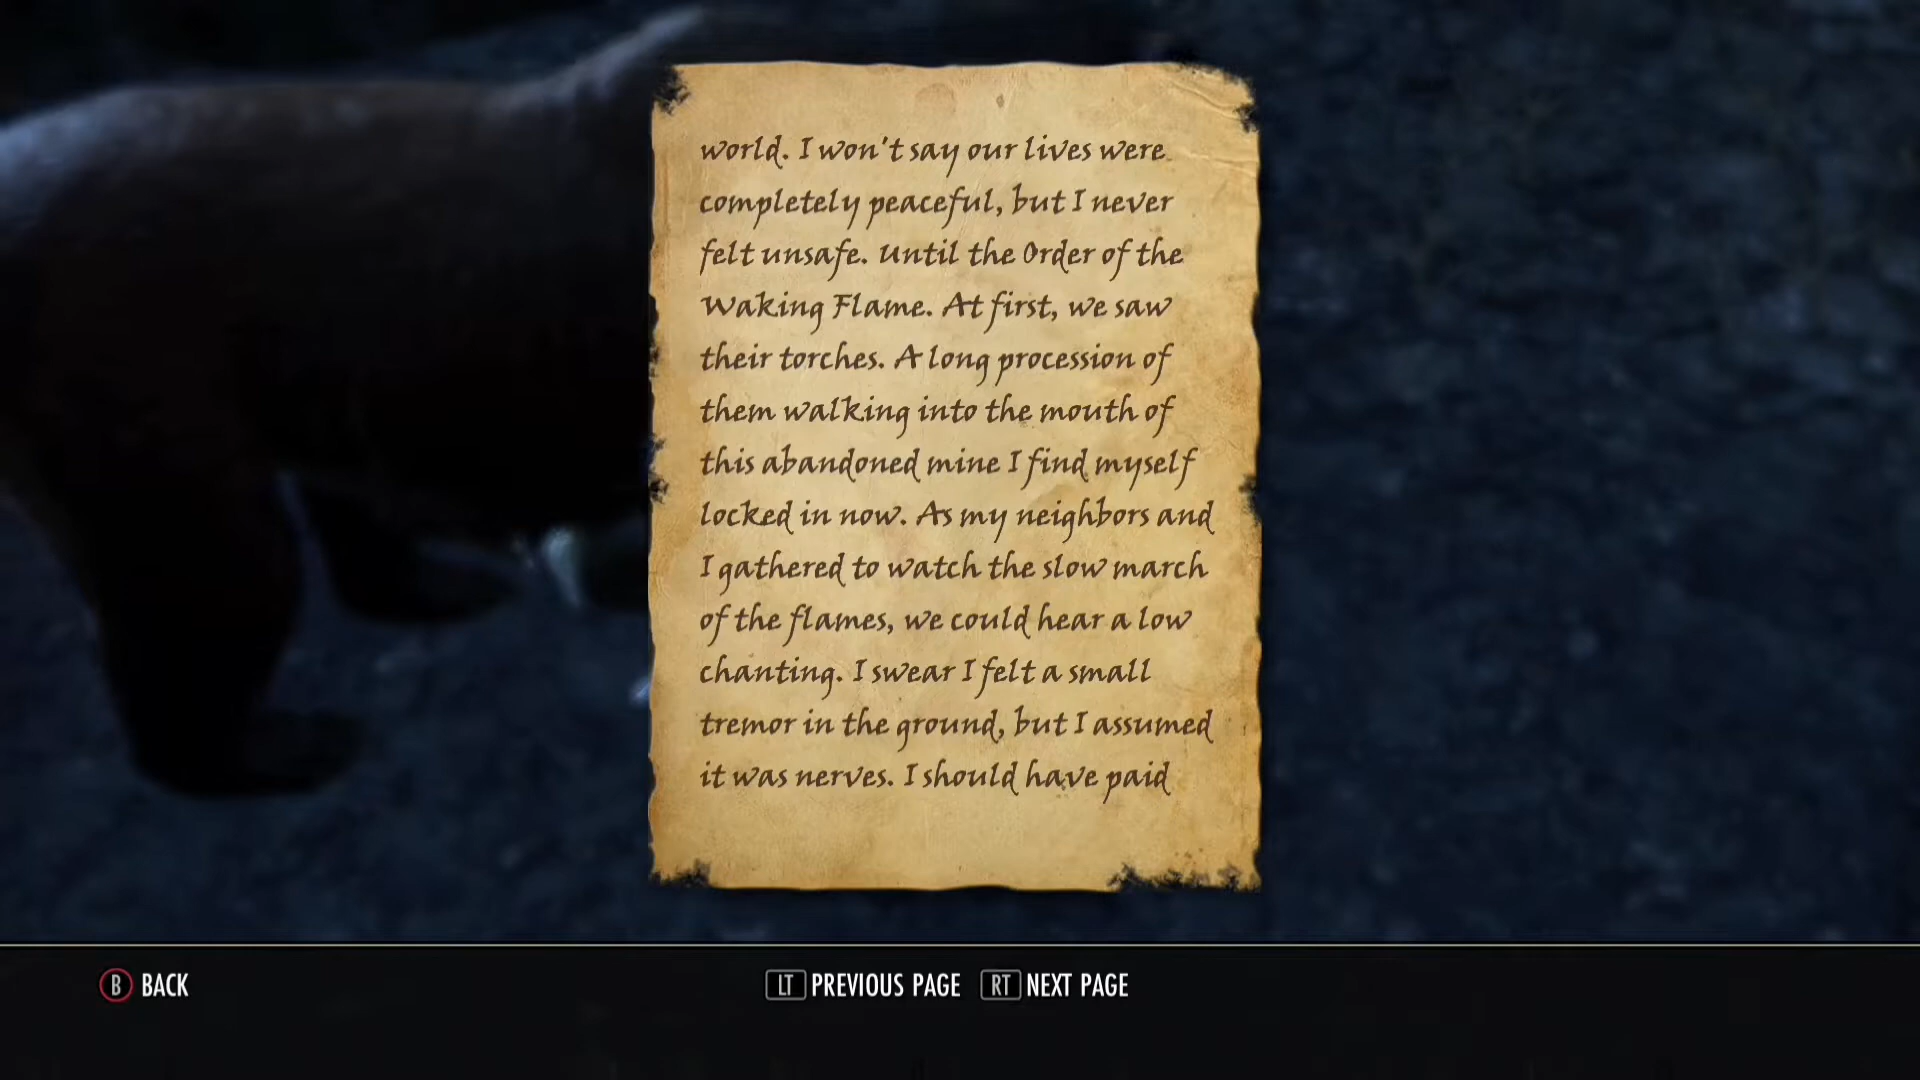 world. I won't say our lives were
completely peaceful, but I never
felt unsafe. Until the Order of the
Waking Flame. At first, we saw
their torches. A long procession of
them walking into the mouth of
this abandoned mine I find myself
locked in now. As my neighbors and
I gathered to watch the slow march
of the flames, we could hear a low
chanting. I swear I felt a small
tremor in the ground, but I assumed
it was nerves. I should have paid
B BACK
LT PREVIOUS PAGE RT NEXT PAGE